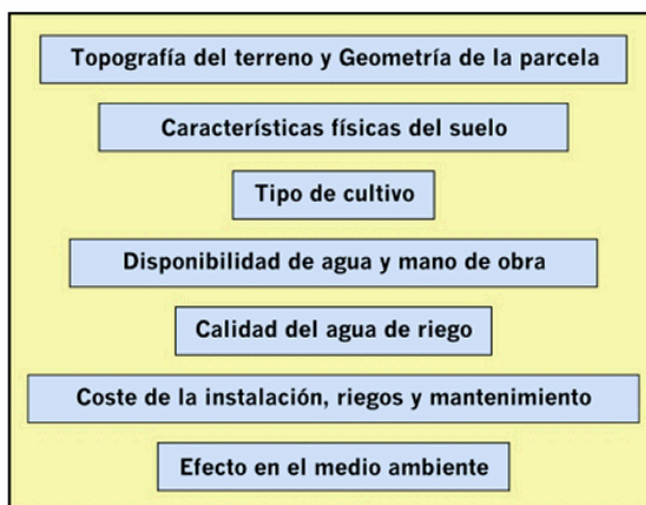 Topografía del terreno y Geometría de la parcela
Características físicas del suelo
Tipo de cultivo
Disponibilidad de agua y mano de obra
Calidad del agua de riego
Coste de la instalación, riegos y mantenimiento
Efecto en el medio ambiente